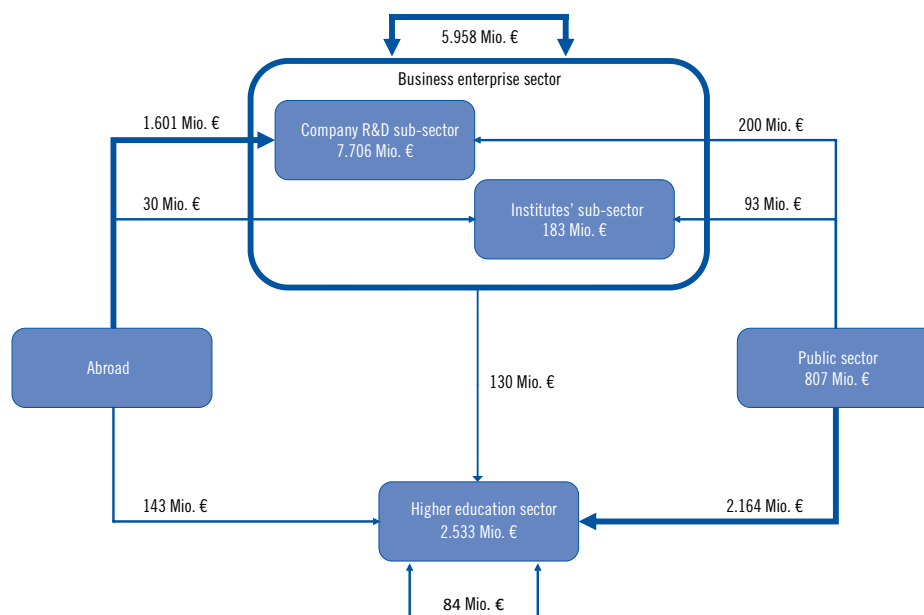 5.958 Mio. €
Business enterprise sector
1.601 Mio. €
Company R&D sub-sector
7.706 Mio. €
200 Mio. €
30 Mio. €
Institutes’ sub-sector
183 Mio. €
93 Mio. €
Abroad
Public sector
807 Mio. €
130 Mio. €
143 Mio. €
Higher education sector
2.533 Mio. €
2.164 Mio. €
84 Mio. €